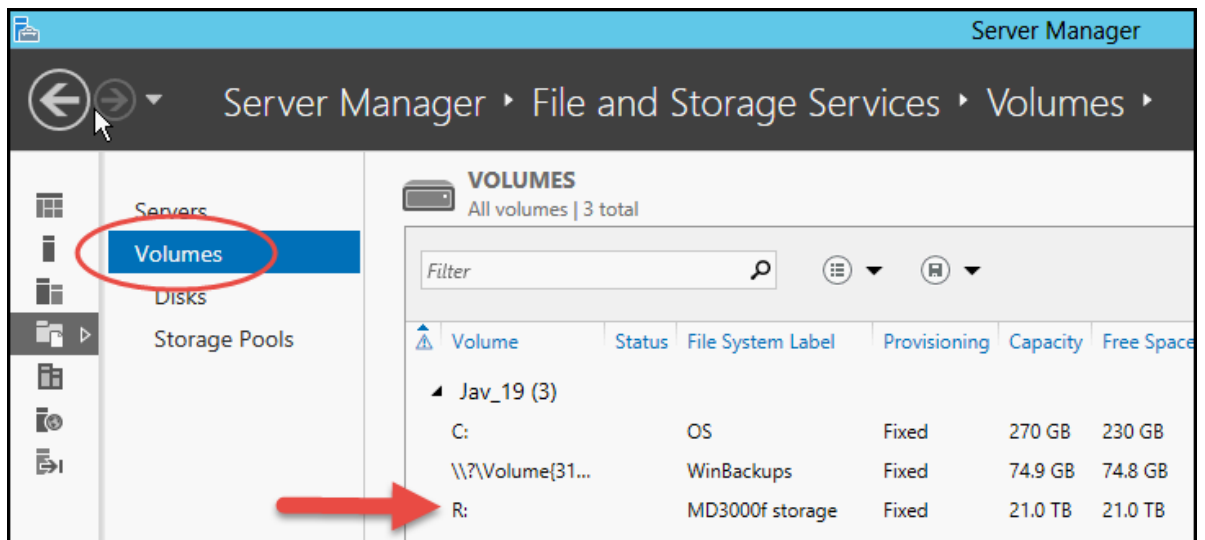 Server Manager
Server Manager ‣ File and Storage Services ‣ Volumes ‣
Servers
Volumes
Disks
Storage Pools
VOLUMES
All volumes | 3 total
Filter
Volume Status File System Label Provisioning Capacity Free Space
Jav_19 (3)
C: OS Fixed 270 GB 230 GB
\\?\Volume{31... WinBackups Fixed 74.9 GB 74.8 GB
R: MD3000f storage Fixed 21.0 TB 21.0 TB